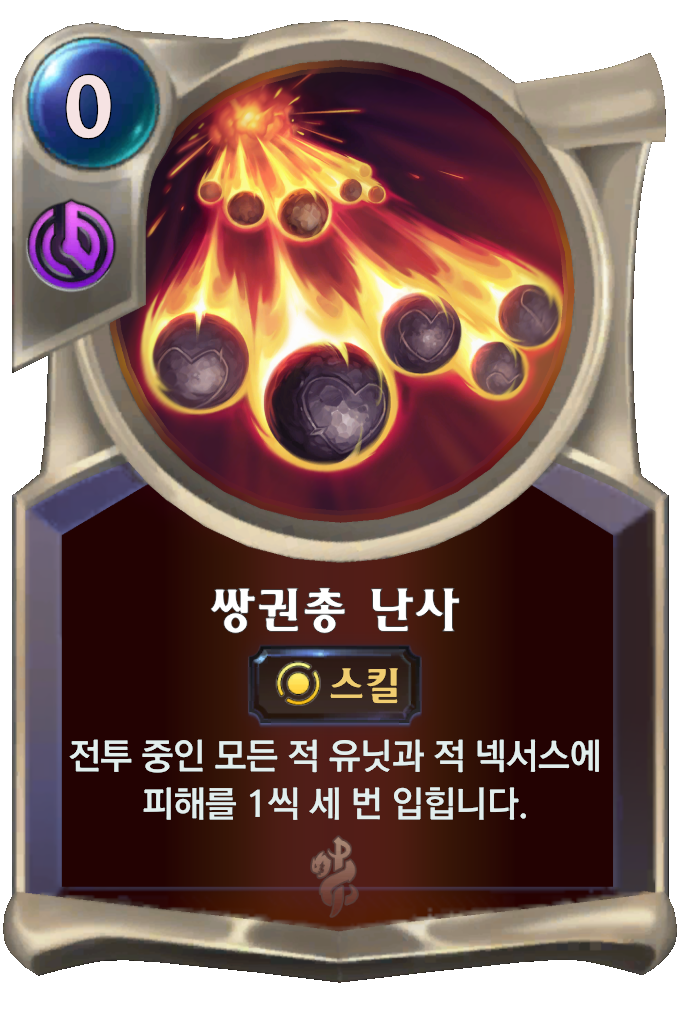 0
쌍권총 난사
스킬
전투 중인 모든 적 유닛과 적 넥서스에
피해를 1씩 세 번 입힙니다.